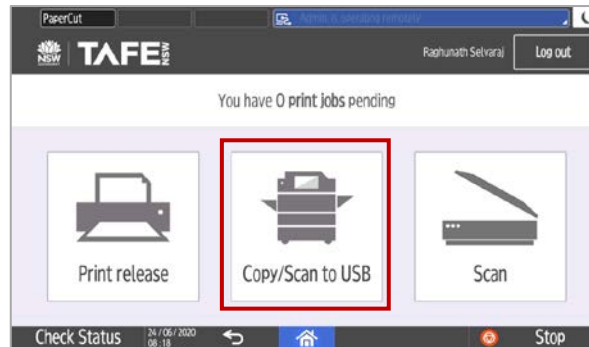 PaperCut
Admin. is operating remotely
NSW TAFE NSW
Raghunath Selvaraj
Log out
You have 0 print jobs pending
Print release
Copy/Scan to USB
Scan
Check Status
24/06/2020
08:18
Stop